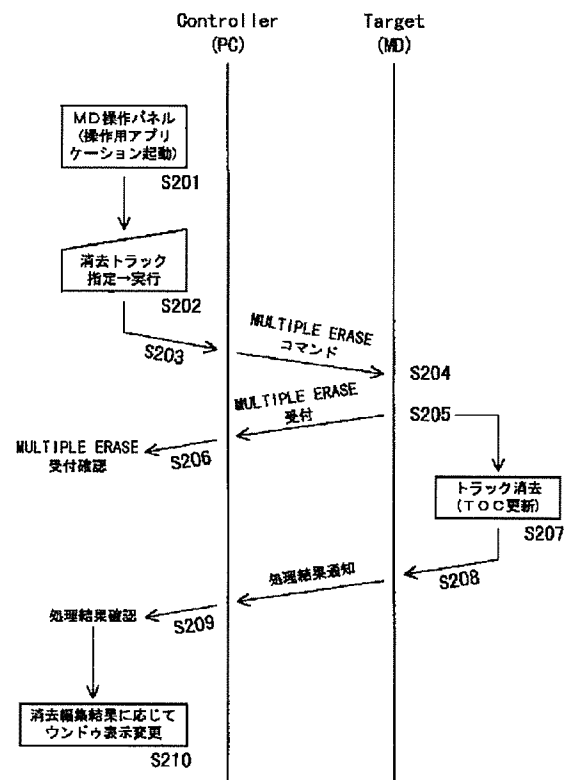 Controller
(PC)
Target
(MD)
MD操作パネル
(操作用アプリ
ケーション起動)
S201
消去トラック
指定→実行
S202
S203
MULTIPLE ERASE
コマンド
S204
MULTIPLE ERASE
受付
S205
MULTIPLE ERASE
受付確認
S206
トラック消去
(TOC更新)
S207
処理結果通知
S208
処理結果確認
S209
消去編集結果に応じて
ウンドゥ表示変更
S210